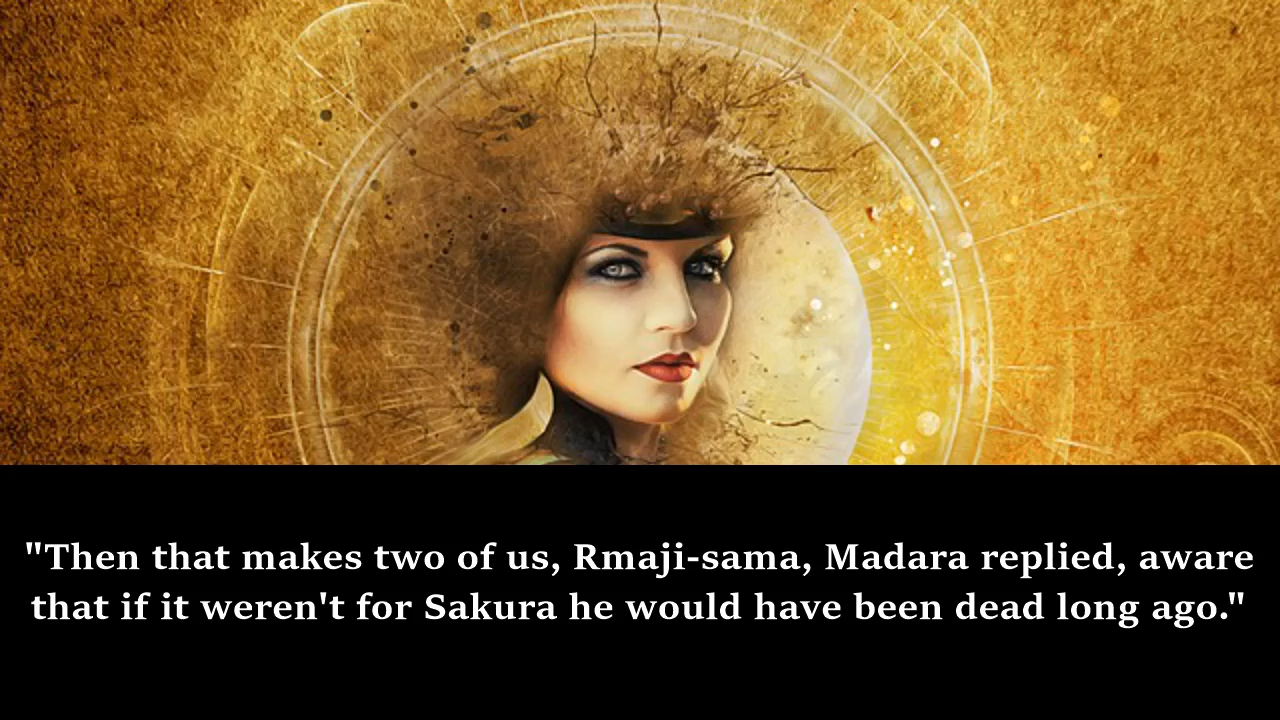 "Then that makes two of us, Rmaji-sama, Madara replied, aware
that if it weren't for Sakura he would have been dead long ago."